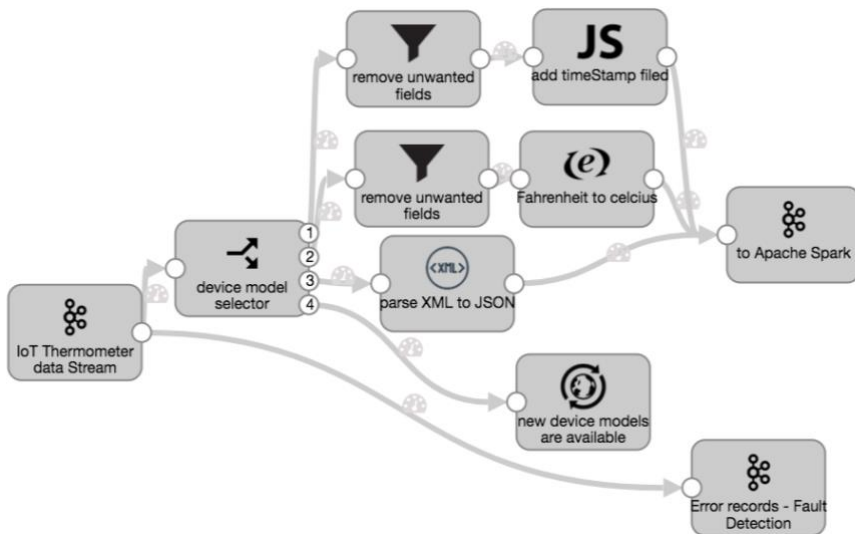 JS
remove unwanted
fields
add timeStamp filed
e
remove unwanted
fields
Fahrenheit to celcius
to Apache Spark
1
2
3
4
device model
selector
<XML>
parse XML to JSON
IoT Thermometer
data Stream
new device models
are available
Error records - Fault
Detection